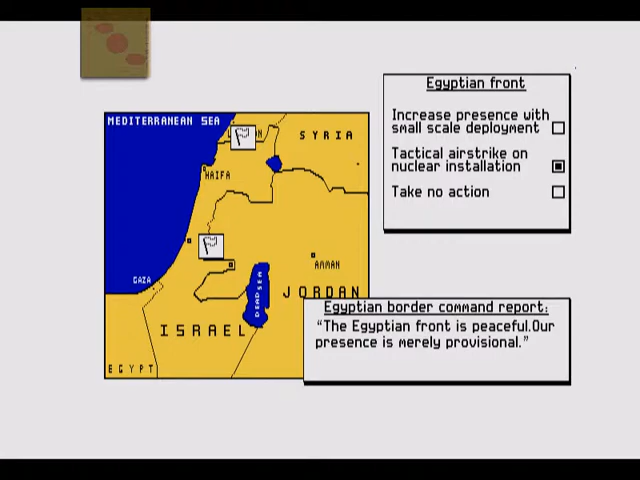 Egyptian front
MEDITERRANEAN SEA
Increase presence with
small scale deployment
SYRIA
Tactical airstrike on
nuclear installation
HAIFA
Take no action
AMMAN
GAZA
DEAD SEA
JORDAN
Egyptian border command report:
"The Egyptian front is peaceful.Our
presence is merely provisional."
ISRAEL
EGYPT